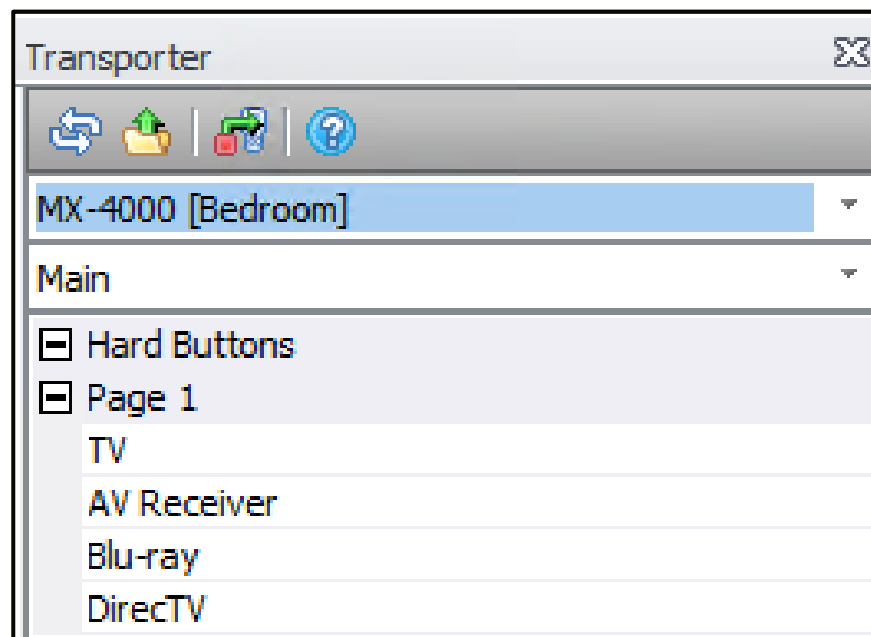 Transporter
MX-4000 [Bedroom]
Main
Hard Buttons
Page 1
TV
AV Receiver
Blu-ray
DirecTV